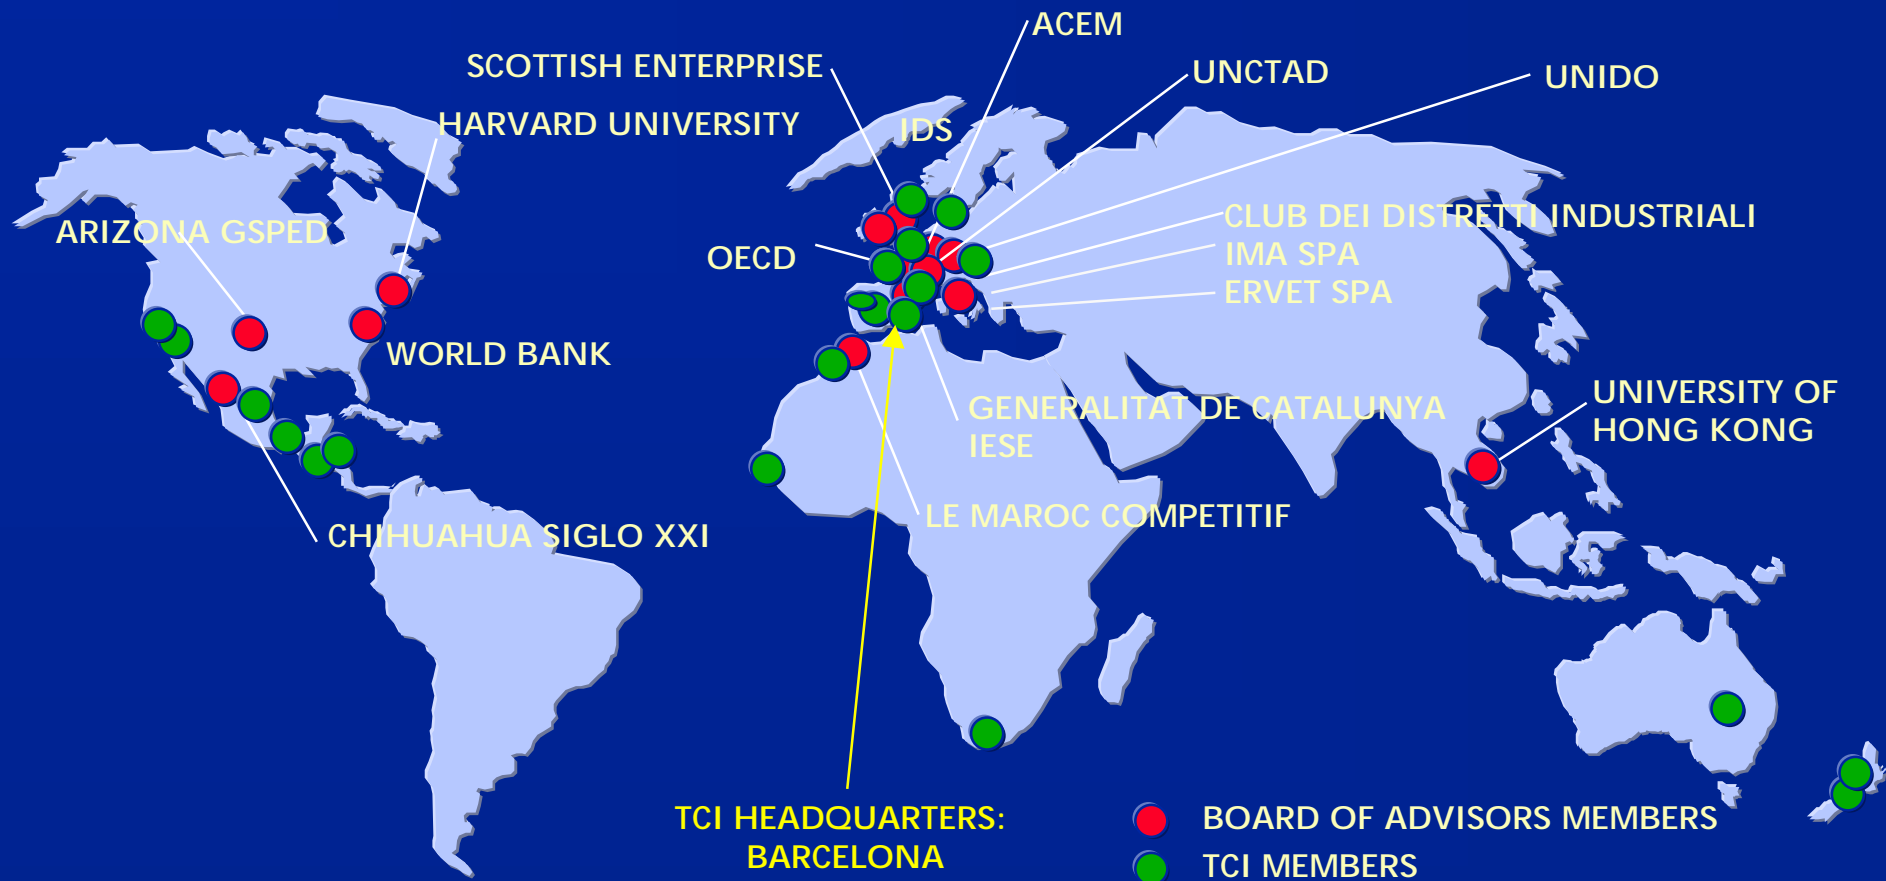 ACEM
SCOTTISH ENTERPRISE
UNCTAD
UNIDO
HARVARD UNIVERSITY
IDS
ARIZONA GSPED
CLUB DEI DISTRETTI INDUSTRIALI
OECD
IMA SPA
ERVET SPA
WORLD BANK
UNIVERSITY OF
HONG KONG
GENERALITAT DE CATALUNYA
IESE
LE MAROC COMPETITIF
CHIHUAHUA SIGLO XXI
TCI HEADQUARTERS:
BARCELONA
BOARD OF ADVISORS MEMBERS
TCI MEMBERS